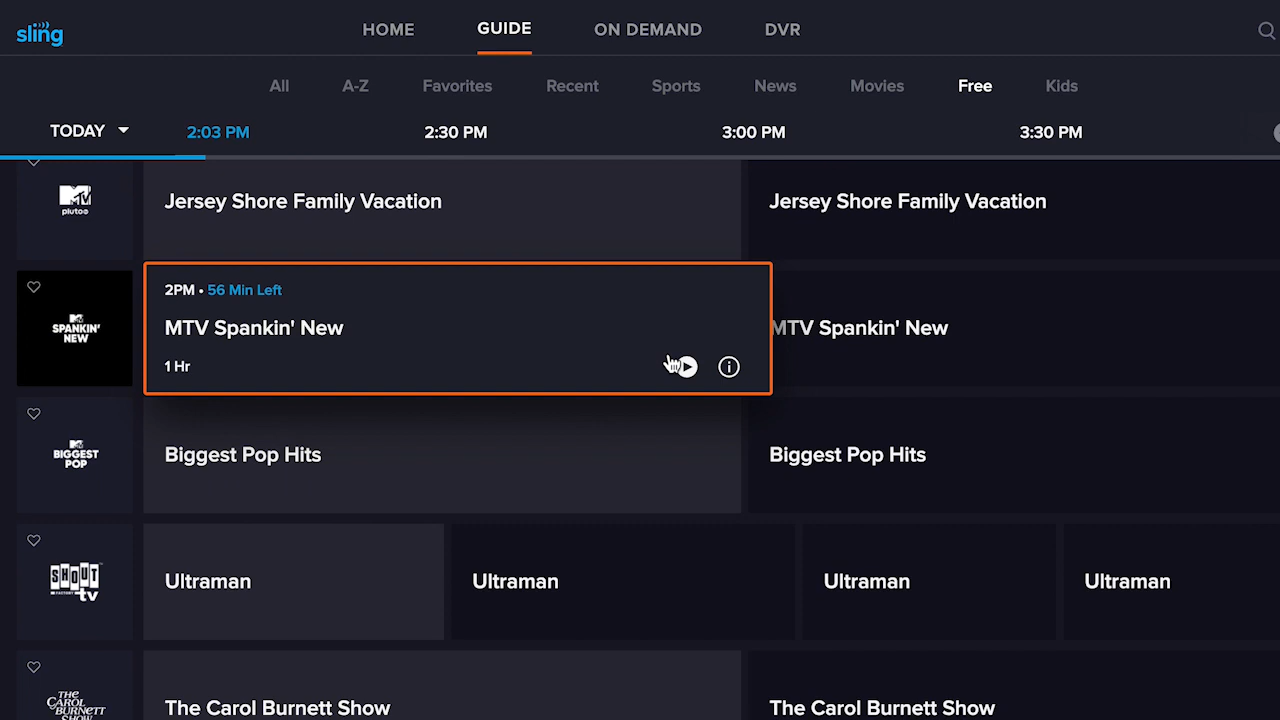 sling
HOME GUIDE ON DEMAND DVR
All A-Z Favorites Recent Sports News Movies Free Kids
TODAY 2:03 PM 2:30 PM 3:00 PM 3:30 PM
MTV
pluto
Jersey Shore Family Vacation
Jersey Shore Family Vacation
MTV
SPANKIN'
NEW
2PM • 56 Min Left
MTV Spankin' New
1 Hr
MTV Spankin' New
MTV
BIGGEST
POP
Biggest Pop Hits
Biggest Pop Hits
SHOUT
FACTORY tv
Ultraman
Ultraman
Ultraman
Ultraman
THE
CAROL
BURNETT
SHOW
The Carol Burnett Show
The Carol Burnett Show